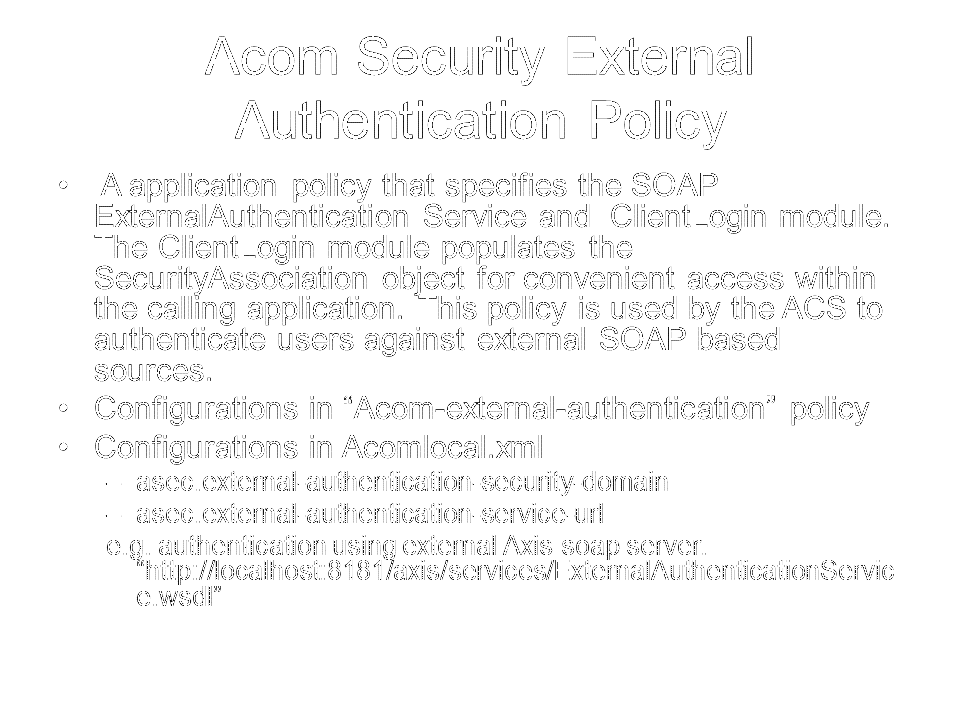 Acom Security External
Authentication Policy
• A application policy that specifies the SOAP
ExternalAuthentication Service and ClientLogin module.
The ClientLogin module populates the
SecurityAssociation object for convenient access within
the calling application. This policy is used by the ACS to
authenticate users against external SOAP based
sources.
• Configurations in “Acom-external-authentication” policy
• Configurations in Acomlocal.xml
– asec.external-authentication-security-domain
– asec.external-authentication-service-url
e.g. authentication using external Axis soap server.
“http://localhost:8181/axis/services/ExternalAuthenticationServic
e.wsdl”